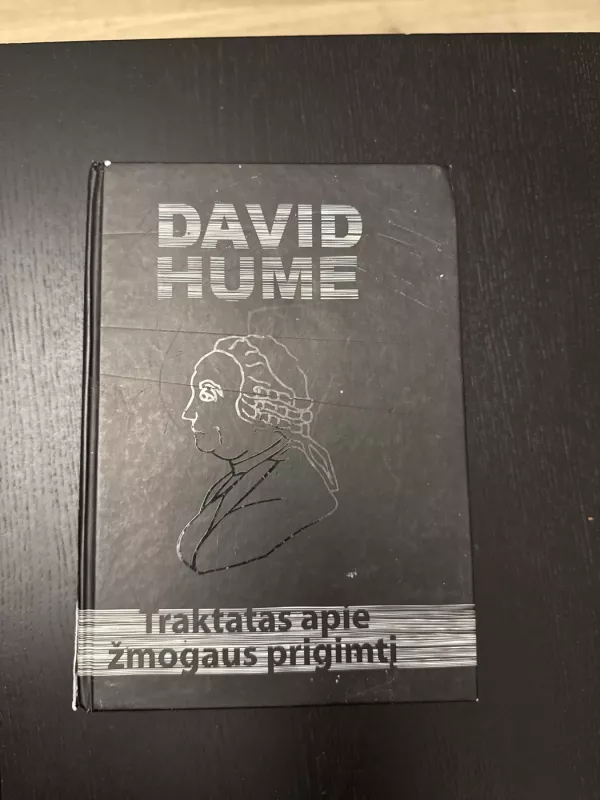 DAVID
HUME
Traktatas apie
žmogaus prigimtį